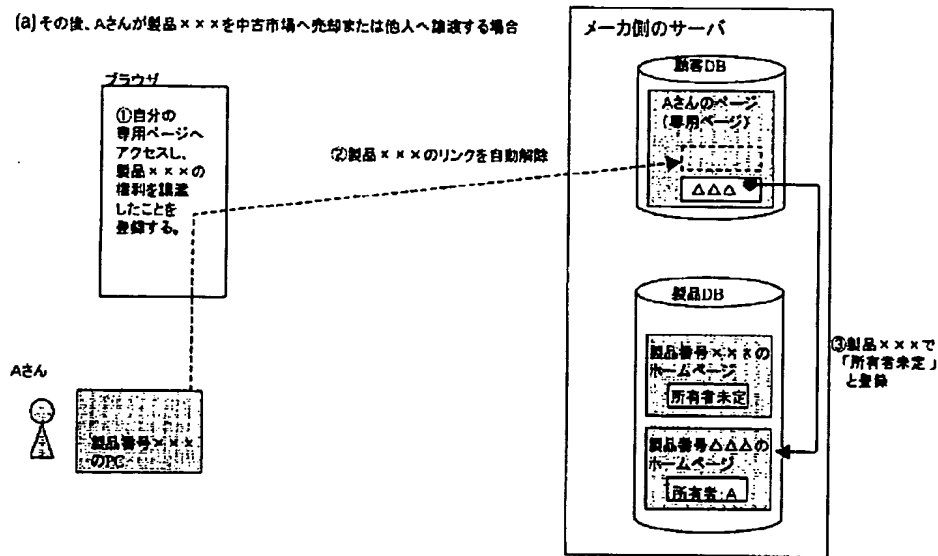 (a) その後、Aさんが製品×××を中古市場へ売却または他人へ譲渡する場合
メーカ側のサーバ
顧客DB
Aさんのページ
(専用ページ)
△△△
ブラウザ
①自分の
専用ページへ
アクセスし、
製品×××の
権利を譲渡
したことを
登録する。
②製品×××のリンクを自動解除
製品DB
製品番号×××の
ホームページ
所有者未定
製品番号△△△の
ホームページ
所有者:A
③製品×××で
「所有者未定」
と登録
Aさん
製品番号×××
のPC